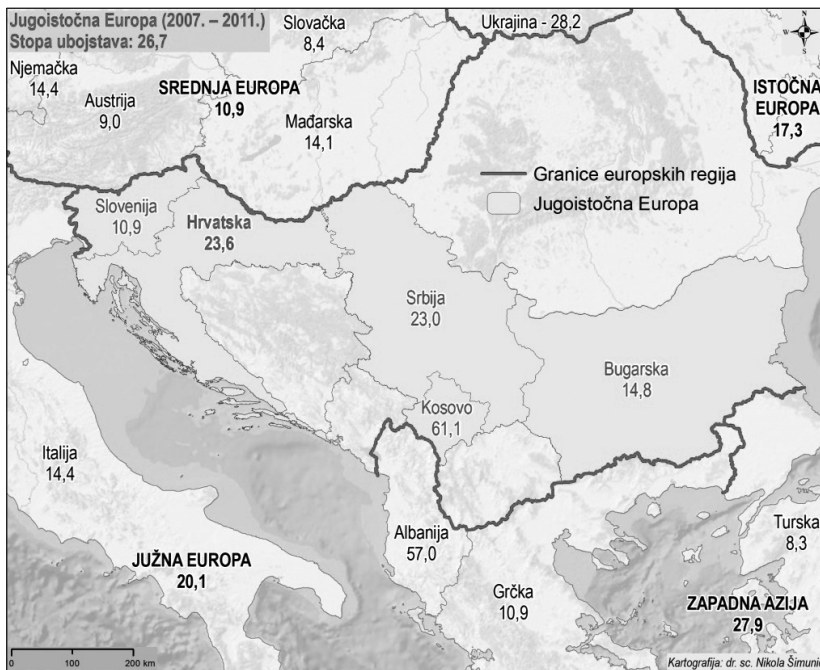 Jugoistočna Europa (2007. – 2011.)
Stopa ubojstava: 26,7
Slovačka
8,4
Ukrajina - 28,2
N
W
E
S
Njemačka
14,4
Austrija
9,0
SREDNJA EUROPA
10,9
Mađarska
14,1
ISTOČNA
EUROPA
17,3
Granice europskih regija
Jugoistočna Europa
Slovenija
10,9
Hrvatska
23,6
Srbija
23,0
Bugarska
14,8
Kosovo
61,1
Italija
14,4
Albanija
57,0
Turska
8,3
JUŽNA EUROPA
20,1
Grčka
10,9
ZAPADNA AZIJA
27,9
0 100 200 km
Kartografija: dr. sc. Nikola Šimunić